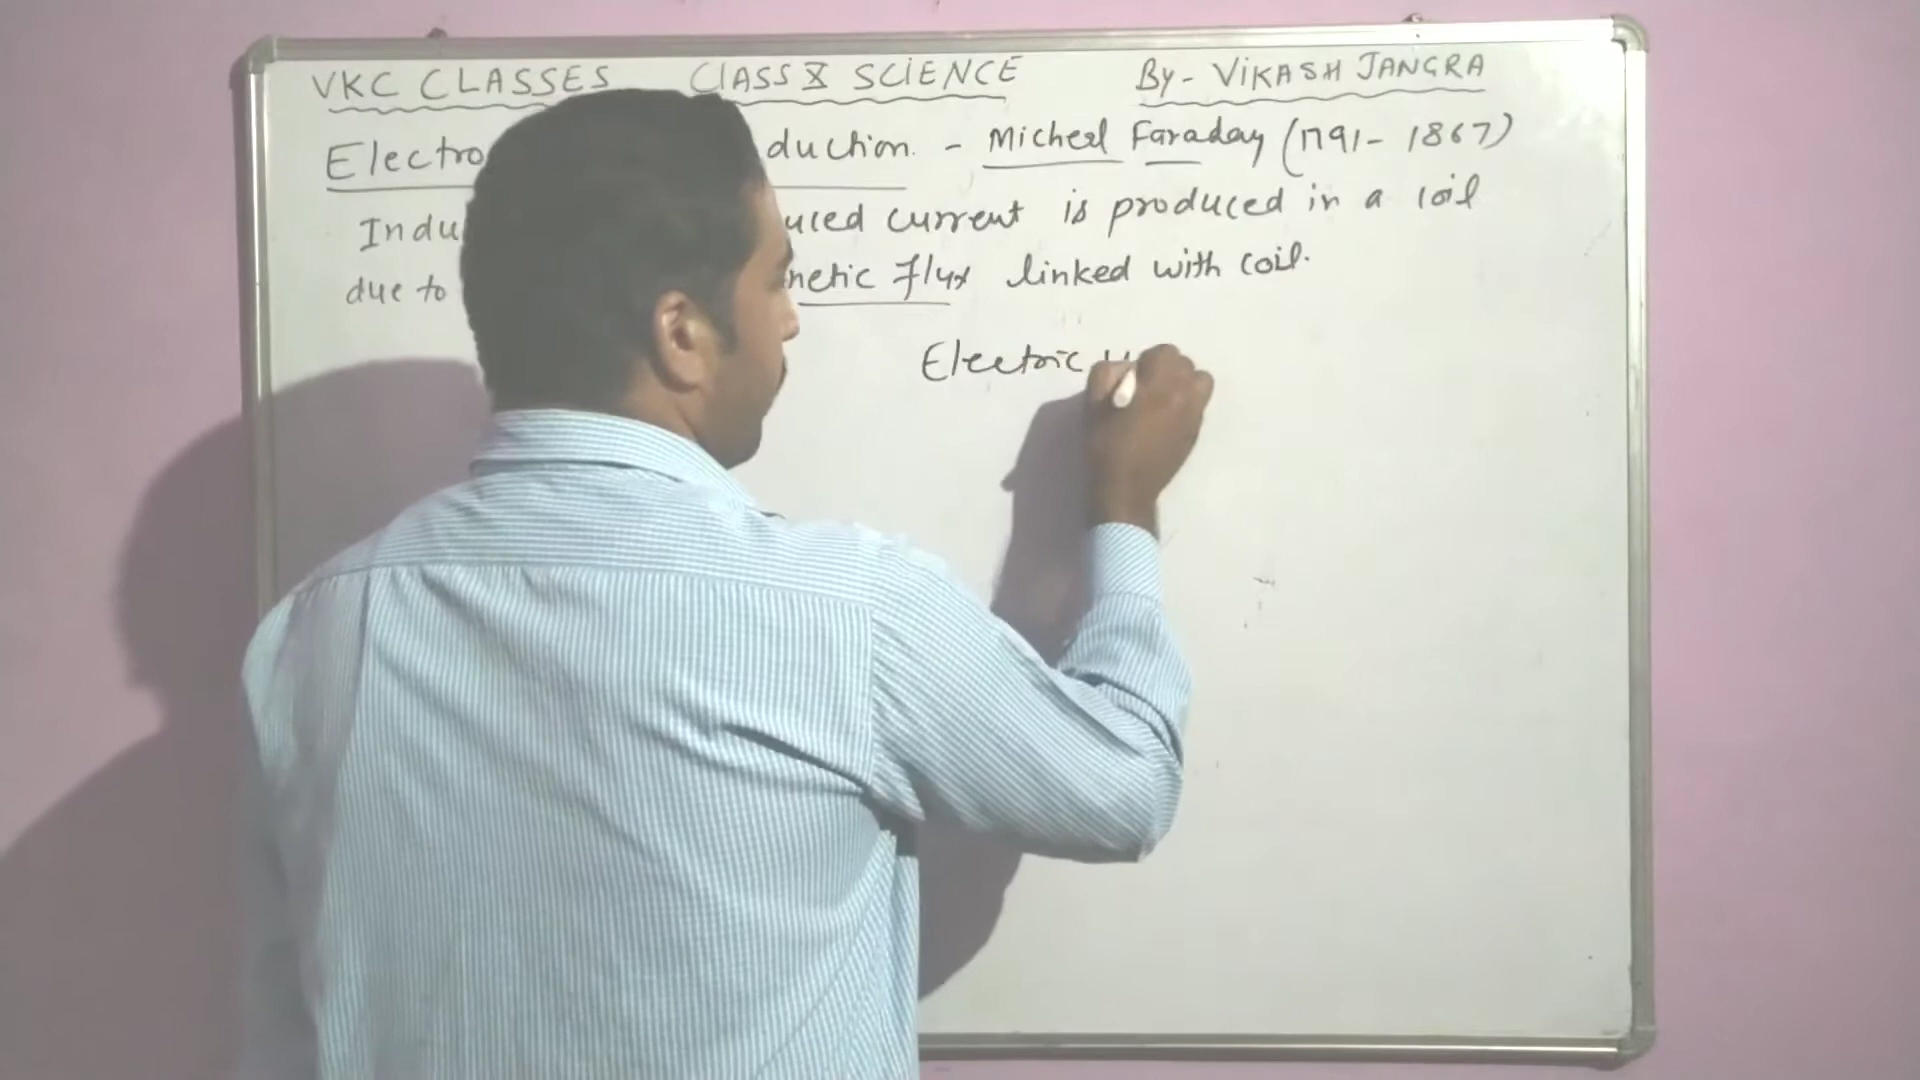 VKC CLASSES CLASS X SCIENCE By - VIKASH JANGRA
Electro duction. - Micheal Faraday (1791 - 1867)
Indu uced current is produced in a coil
due to netic flux linked with coil.
Electric